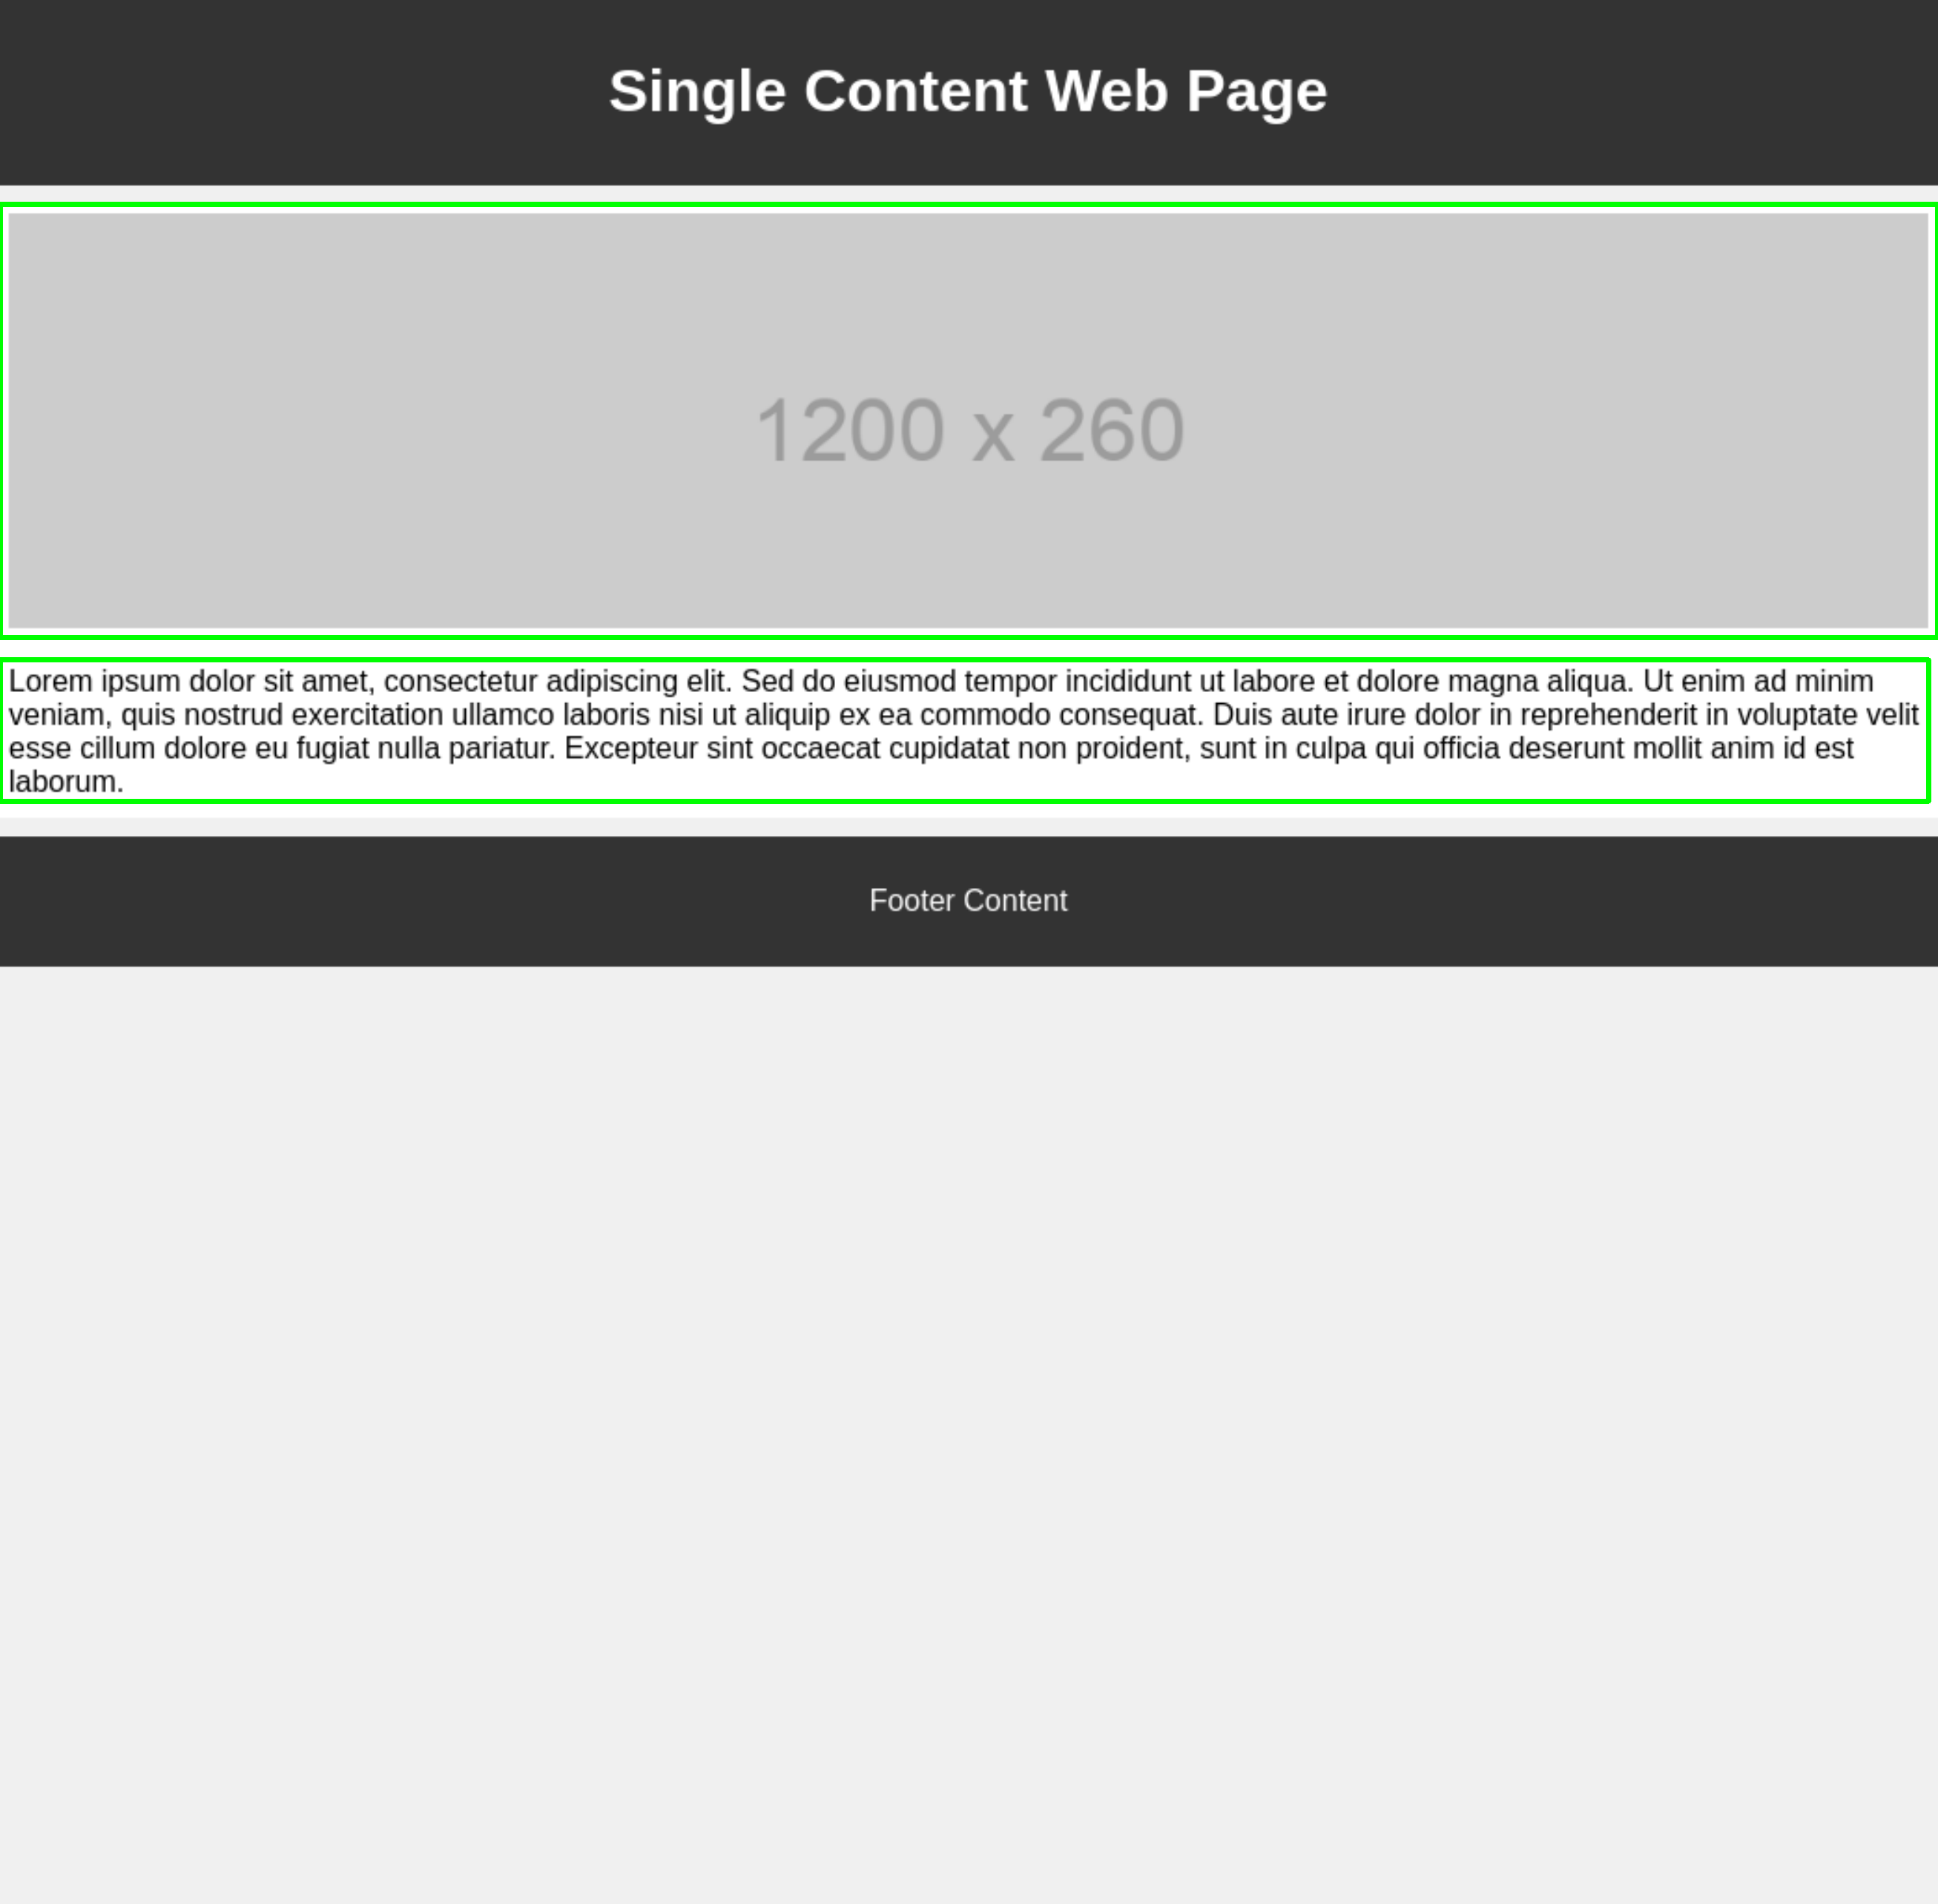 Single Content Web Page
1200 x 260
Lorem ipsum dolor sit amet, consectetur adipiscing elit. Sed do eiusmod tempor incididunt ut labore et dolore magna aliqua. Ut enim ad minim
veniam, quis nostrud exercitation ullamco laboris nisi ut aliquip ex ea commodo consequat. Duis aute irure dolor in reprehenderit in voluptate velit
esse cillum dolore eu fugiat nulla pariatur. Excepteur sint occaecat cupidatat non proident, sunt in culpa qui officia deserunt mollit anim id est
laborum.
Footer Content